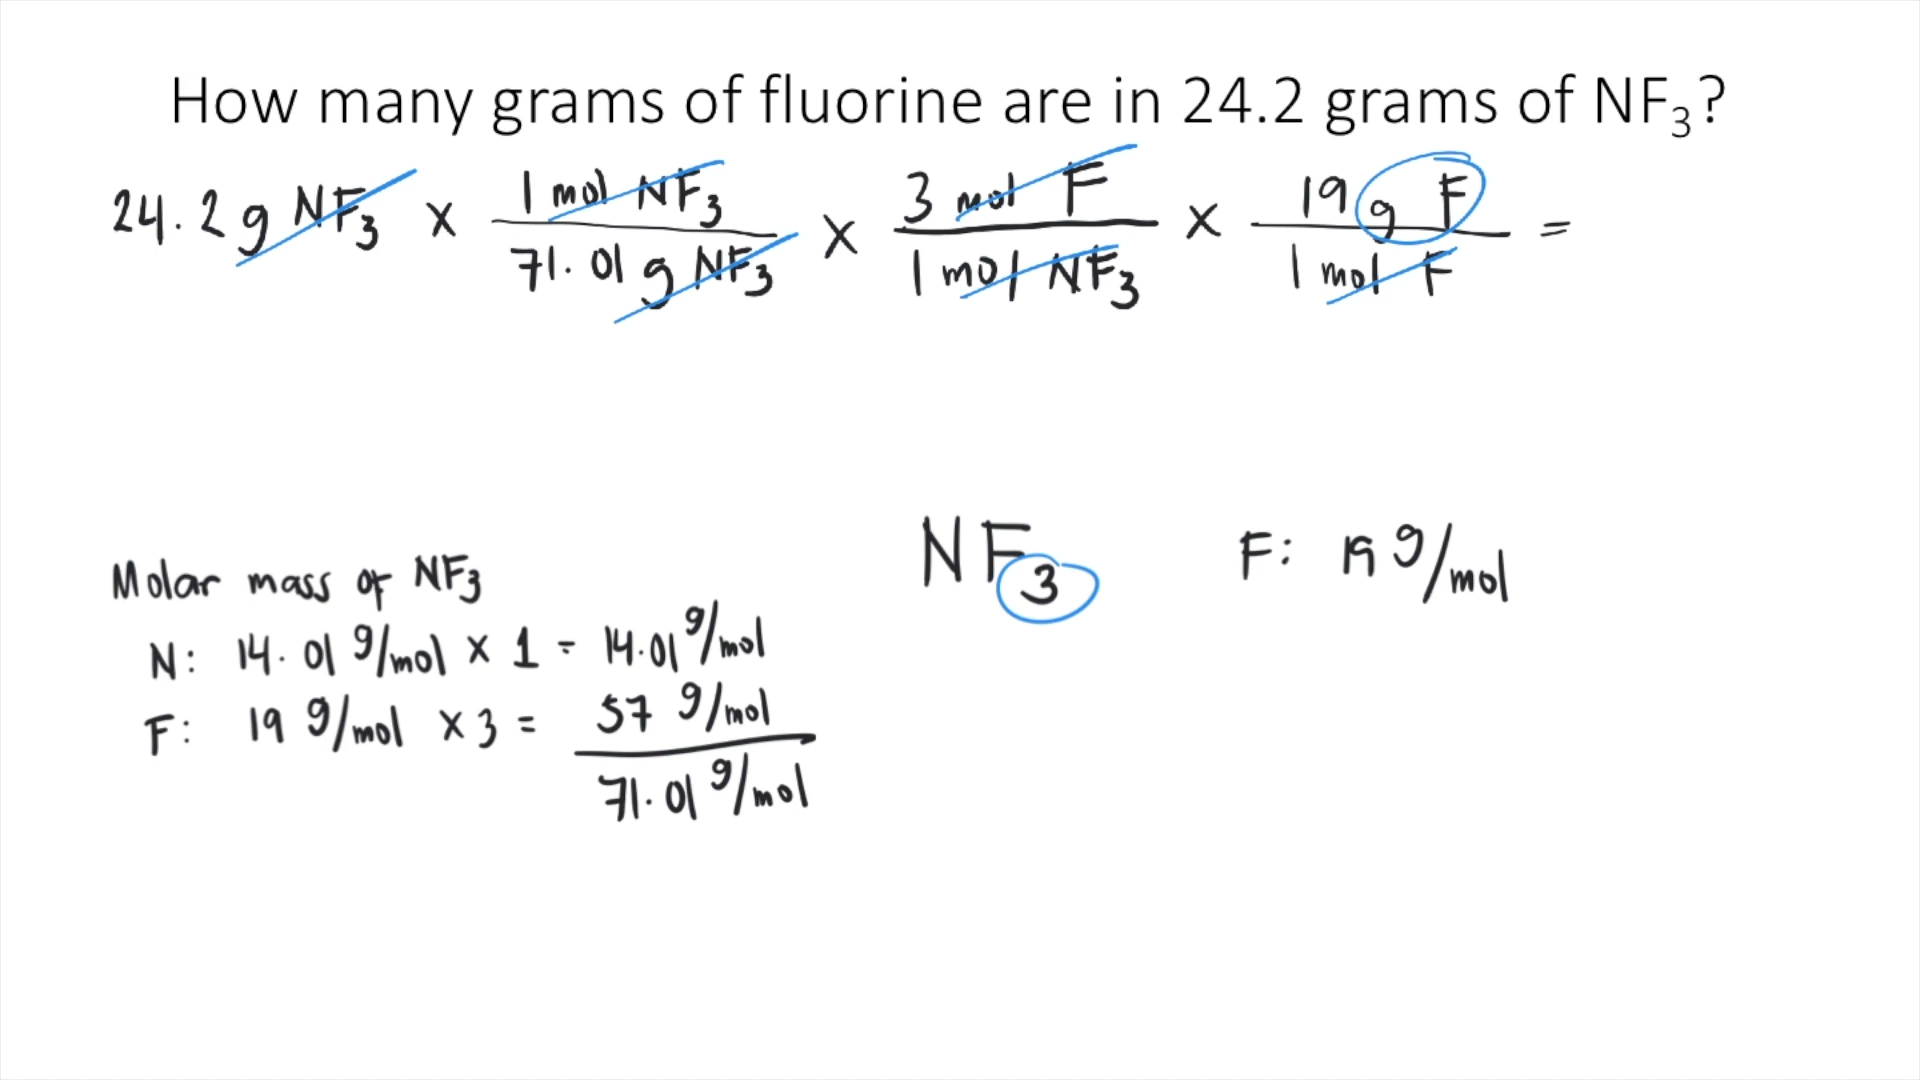 How many grams of fluorine are in 24.2 grams of NF₃?
24.2 g NF₃ x 1 mol NF₃ / 71.01 g NF₃ x 3 mol F / 1 mol NF₃ x 19 g F / 1 mol F =
NF₃ F: 19 g/mol
Molar mass of NF₃
N: 14.01 g/mol x 1 = 14.01 g/mol
F: 19 g/mol x 3 = 57 g/mol
71.01 g/mol